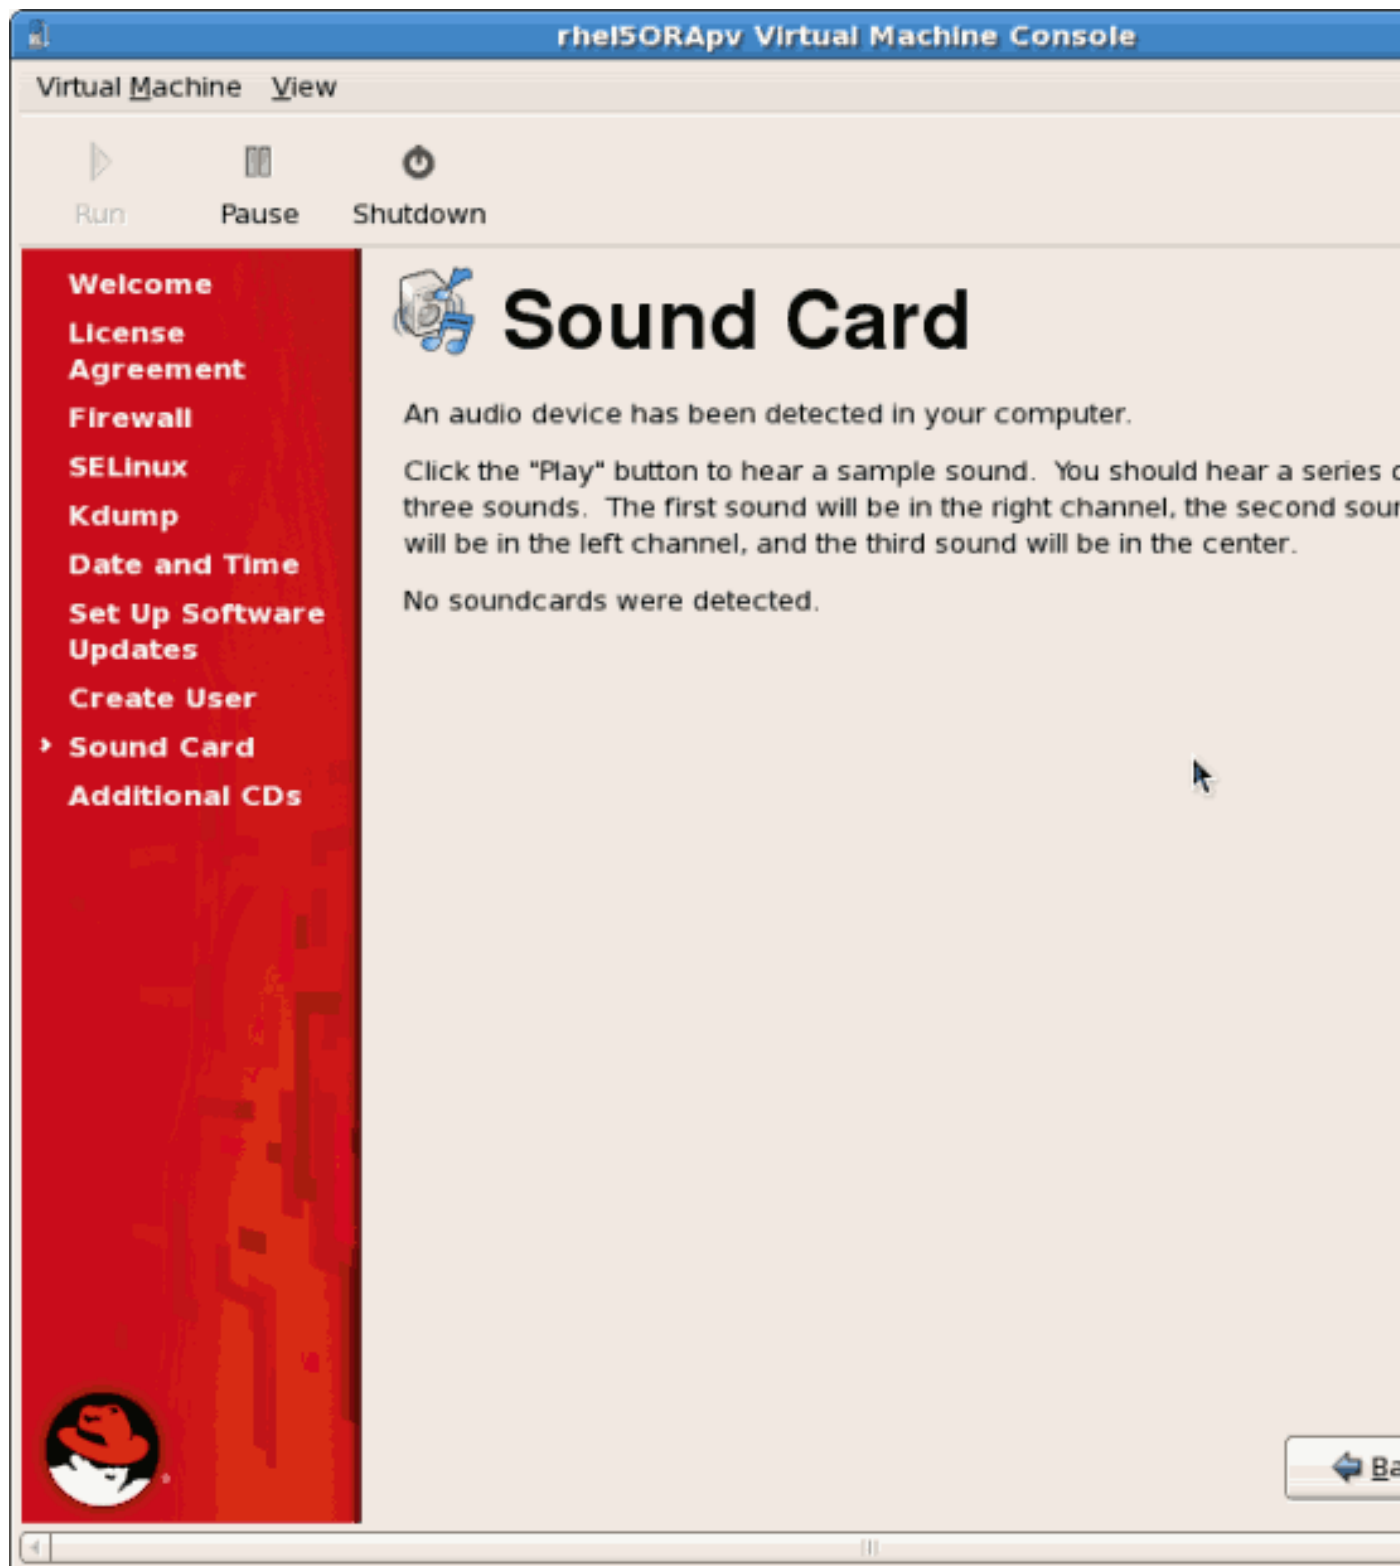 rhel5ORApv Virtual Machine Console
Virtual Machine View
Run Pause Shutdown
Welcome
License
Agreement
Firewall
SELinux
Kdump
Date and Time
Set Up Software
Updates
Create User
Sound Card
Additional CDs
Sound Card
An audio device has been detected in your computer.
Click the "Play" button to hear a sample sound. You should hear a series
three sounds. The first sound will be in the right channel, the second
will be in the left channel, and the third sound will be in the center.
No soundcards were detected.